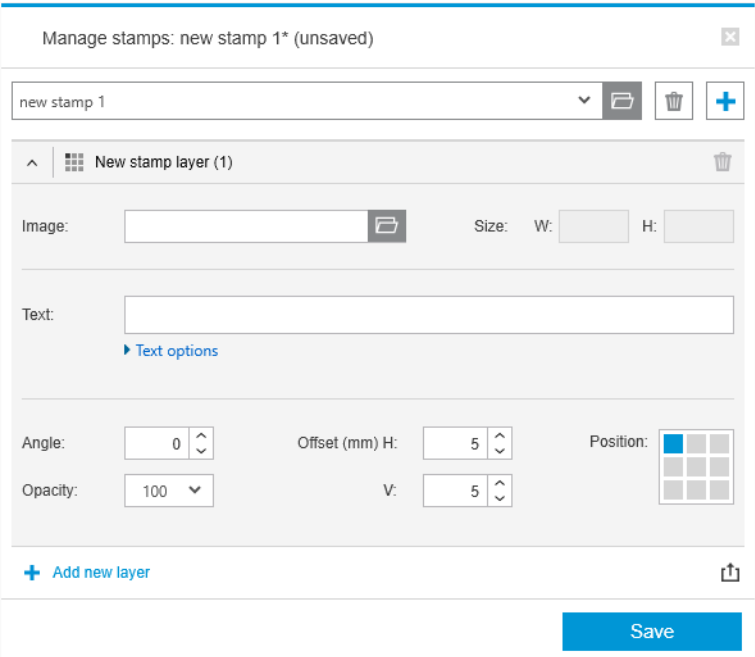 Manage stamps: new stamp 1* (unsaved)
new stamp 1
New stamp layer (1)
Image: Size: W: H:
Text:
Text options
Angle: 0 Offset (mm) H: 5 Position:
Opacity: 100 V: 5
Add new layer
Save